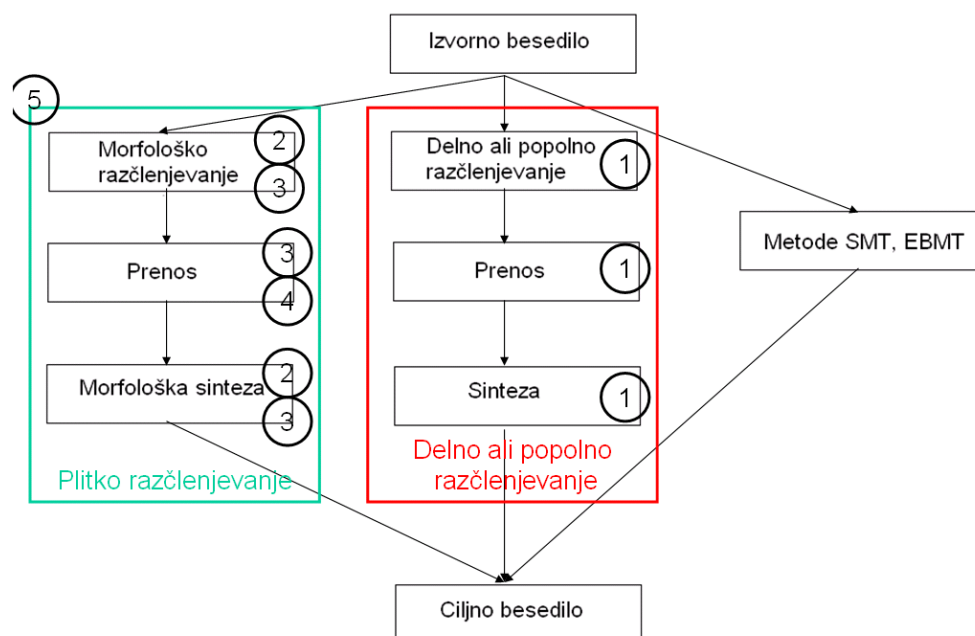 Izvorno besedilo
5
Morfološko
razčlenjevanje
2
3
Prenos
3
4
Morfološka sinteza
2
3
Plitko razčlenjevanje
Delno ali popolno
razčlenjevanje
1
Prenos
1
Sinteza
1
Delno ali popolno
razčlenjevanje
Metode SMT, EBMT
Ciljno besedilo